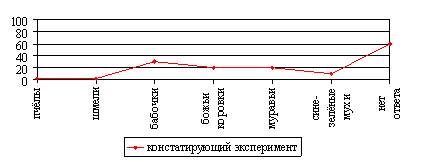 100
80
60
40
20
0
пчёлы
шмели
бабочки
божьи
коровки
муравьи
сине-
зелёные
мухи
нет
ответа
констатирующий эксперимент